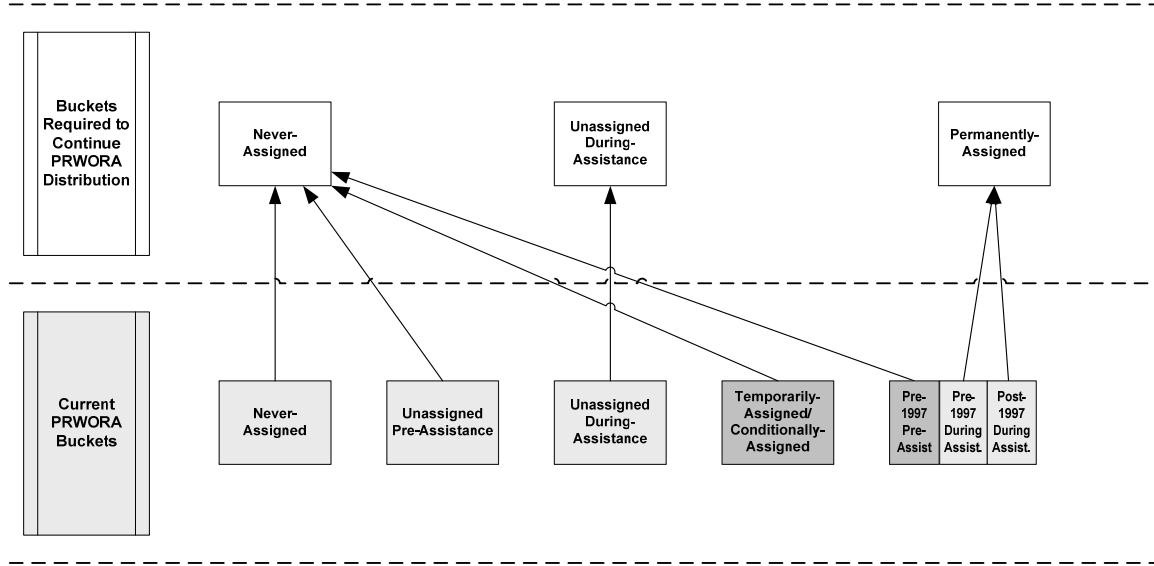 Buckets
Required to
Continue
PRWORA
Distribution
Never-
Assigned
Unassigned
During-
Assistance
Permanently-
Assigned
Current
PRWORA
Buckets
Never-
Assigned
Unassigned
Pre-Assistance
Unassigned
During-
Assistance
Temporarily-
Assigned/
Conditionally-
Assigned
Pre-
1997
Pre-
Assist
Pre-
1997
During
Assist.
Post-
1997
During
Assist.